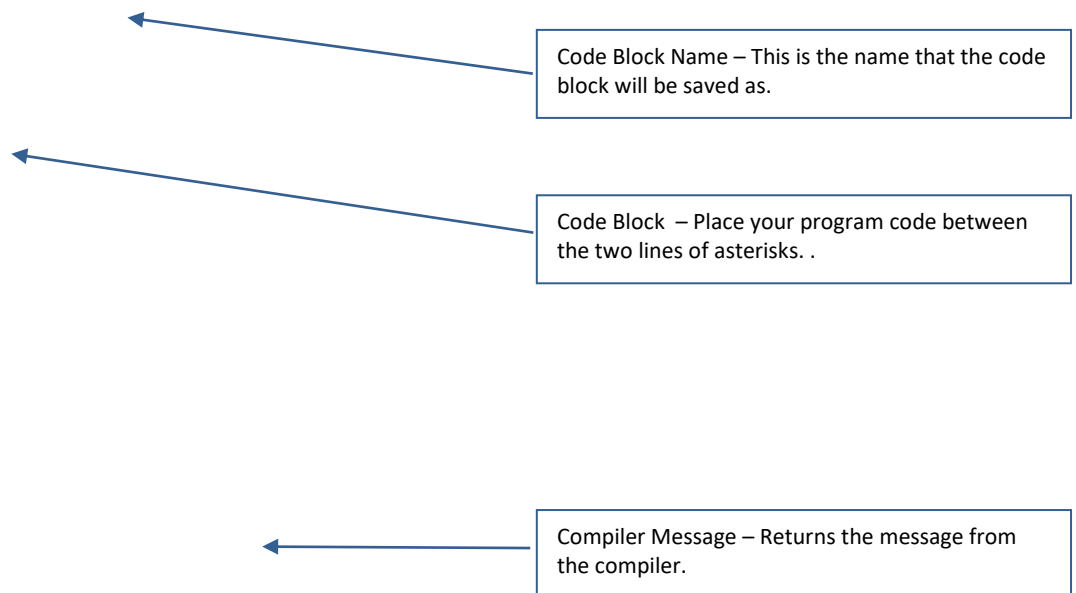 Code Block Name – This is the name that the code
block will be saved as.
Code Block  – Place your program code between
the two lines of asterisks. .
Compiler Message – Returns the message from
the compiler.